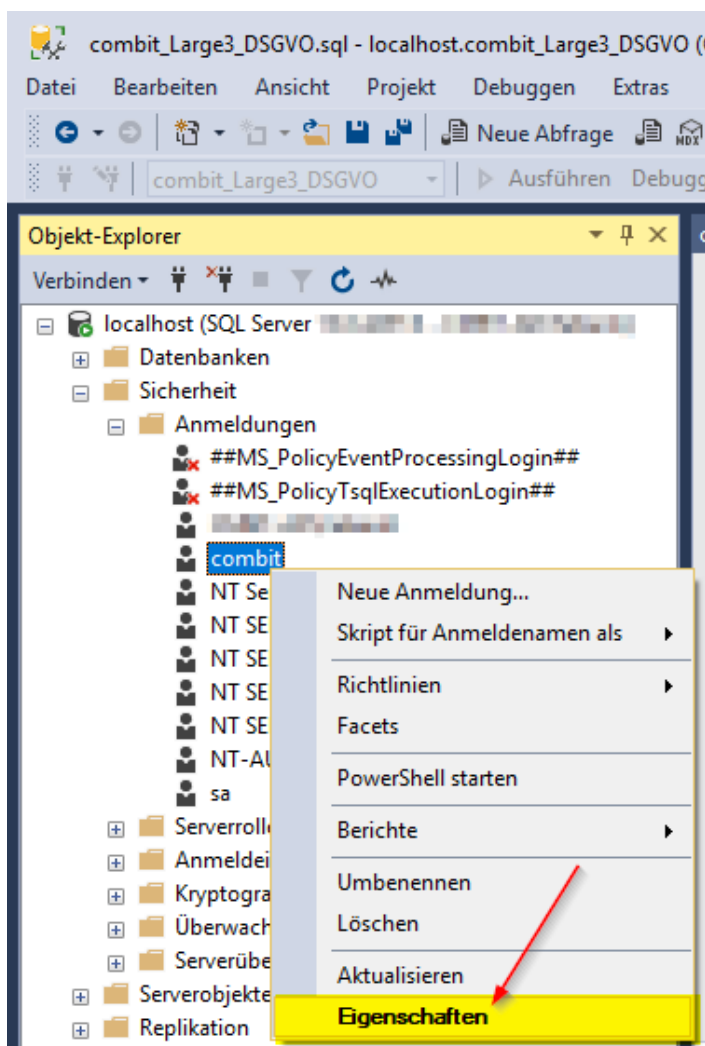 combit_Large3_DSGVO.sql - localhost.combit_Large3_DSGVO (
Datei Bearbeiten Ansicht Projekt Debuggen Extras
Neue Abfrage MDX
combit_Large3_DSGVO Ausführen Debugg
Objekt-Explorer
Verbinden
localhost (SQL Server
Datenbanken
Sicherheit
Anmeldungen
##MS_PolicyEventProcessingLogin##
##MS_PolicyTsqlExecutionLogin##
combit
NT Se
NT SE
NT SE
NT SE
NT SE
NT-AU
sa
Serverrolle
Anmeldei
Kryptogra
Überwach
Serverübe
Serverobjekte
Replikation
Neue Anmeldung...
Skript für Anmeldenamen als
Richtlinien
Facets
PowerShell starten
Berichte
Umbenennen
Löschen
Aktualisieren
Eigenschaften